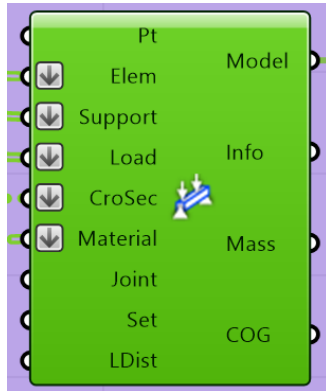 Pt
Elem
Support
Load
CroSec
Material
Joint
Set
LDist
Model
Info
Mass
COG